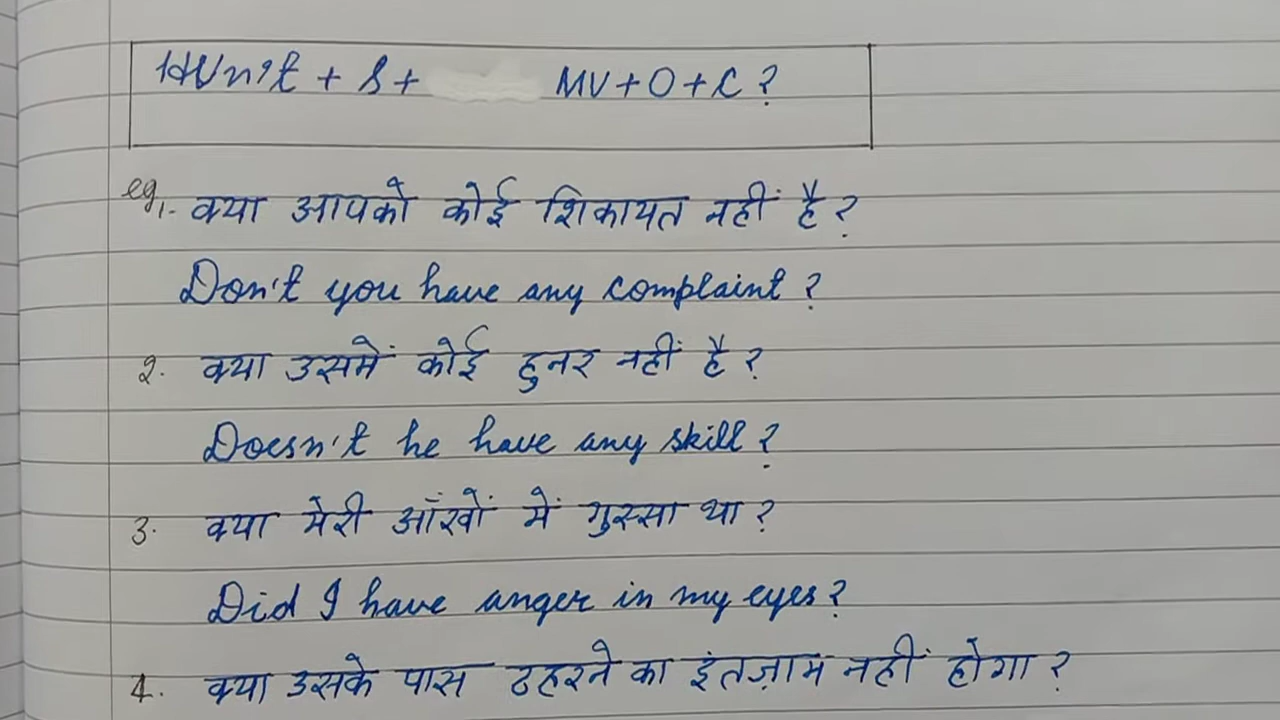 HVn't + S + MV + O + C ?
eg, 1- क्या आपको कोई शिकायत नहीं है ?
Don't you have any complaint ?
2. क्या उसमें कोई हुनर नहीं है ?
Doesn't he have any skill ?
3. क्या मेरी आँखों में गुस्सा था ?
Did I have anger in my eyes ?
4. क्या उसके पास ठहरने का इंतज़ाम नहीं होगा ?